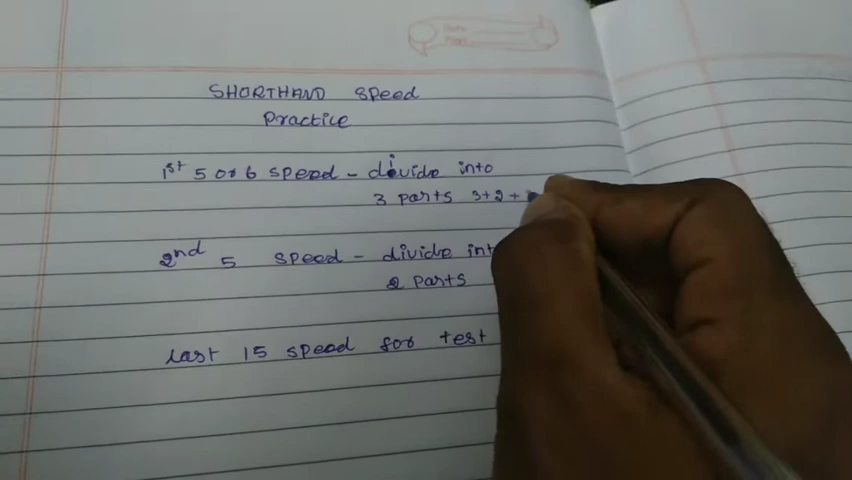 SHORTHAND Speed
Practice
1st 5 or 6 speed - divide into
3 parts 3+2+
2nd 5 speed - divide int
2 parts
Last 15 speed for test